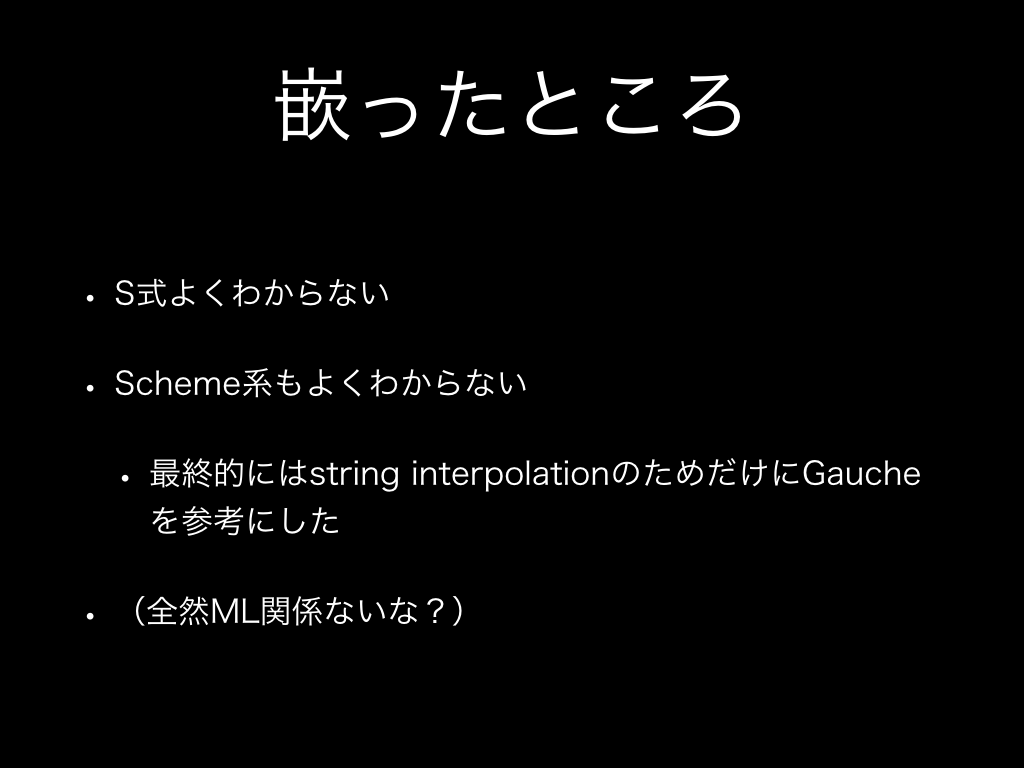 嵌ったところ
• S式よくわからない
• Scheme系もよくわからない
• 最終的にはstring interpolationのためだけにGauche
を参考にした
• （全然ML関係ないな？）